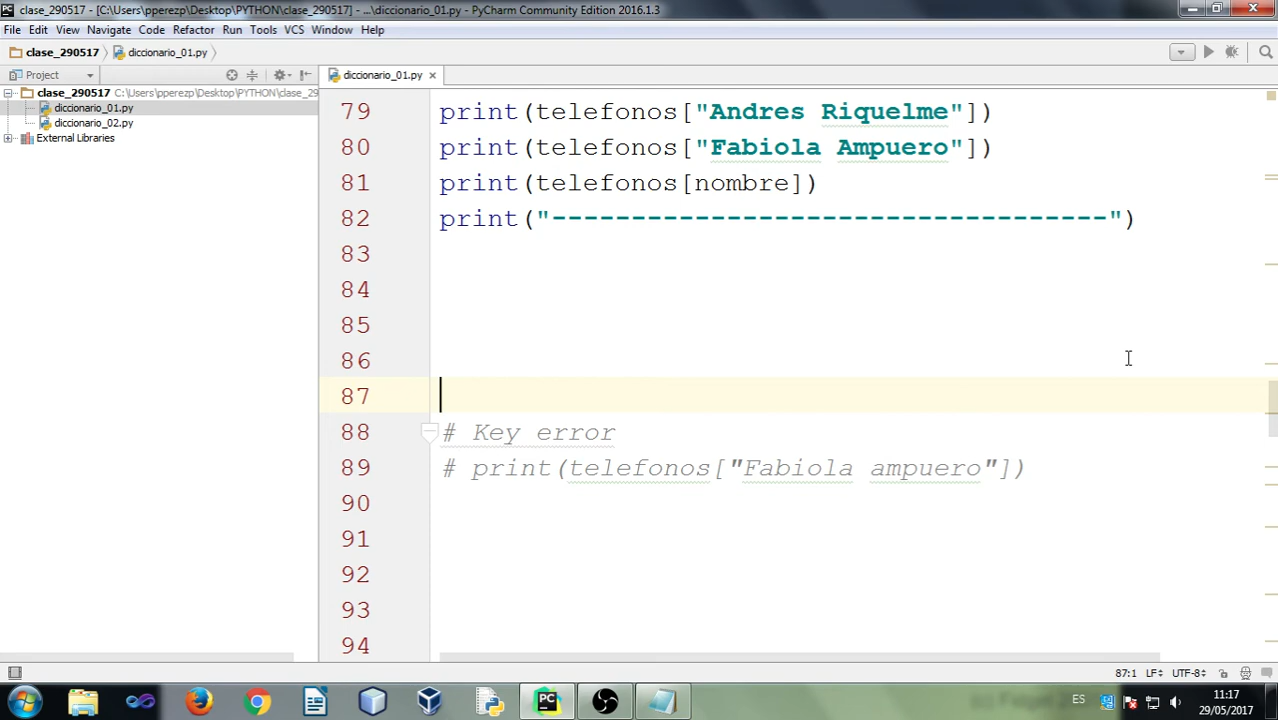 clase_290517 - [C:\Users\pperezp\Desktop\PYTHON\clase_290517] - ...\diccionario_01.py - PyCharm Community Edition 2016.1.3
File Edit View Navigate Code Refactor Run Tools VCS Window Help
clase_290517 diccionario_01.py
Project
diccionario_01.py
clase_290517 C:\Users\pperezp\Desktop\PYTHON\clase_29
diccionario_01.py
diccionario_02.py
External Libraries
79 print(telefonos["Andres Riquelme"])
80 print(telefonos["Fabiola Ampuero"])
81 print(telefonos[nombre])
82 print("-----------------------------------")
83
84
85
86
87
88 # Key error
89 # print(telefonos["Fabiola ampuero"])
90
91
92
93
94
87:1 LF UTF-8
PC
ES
11:17
29/05/2017